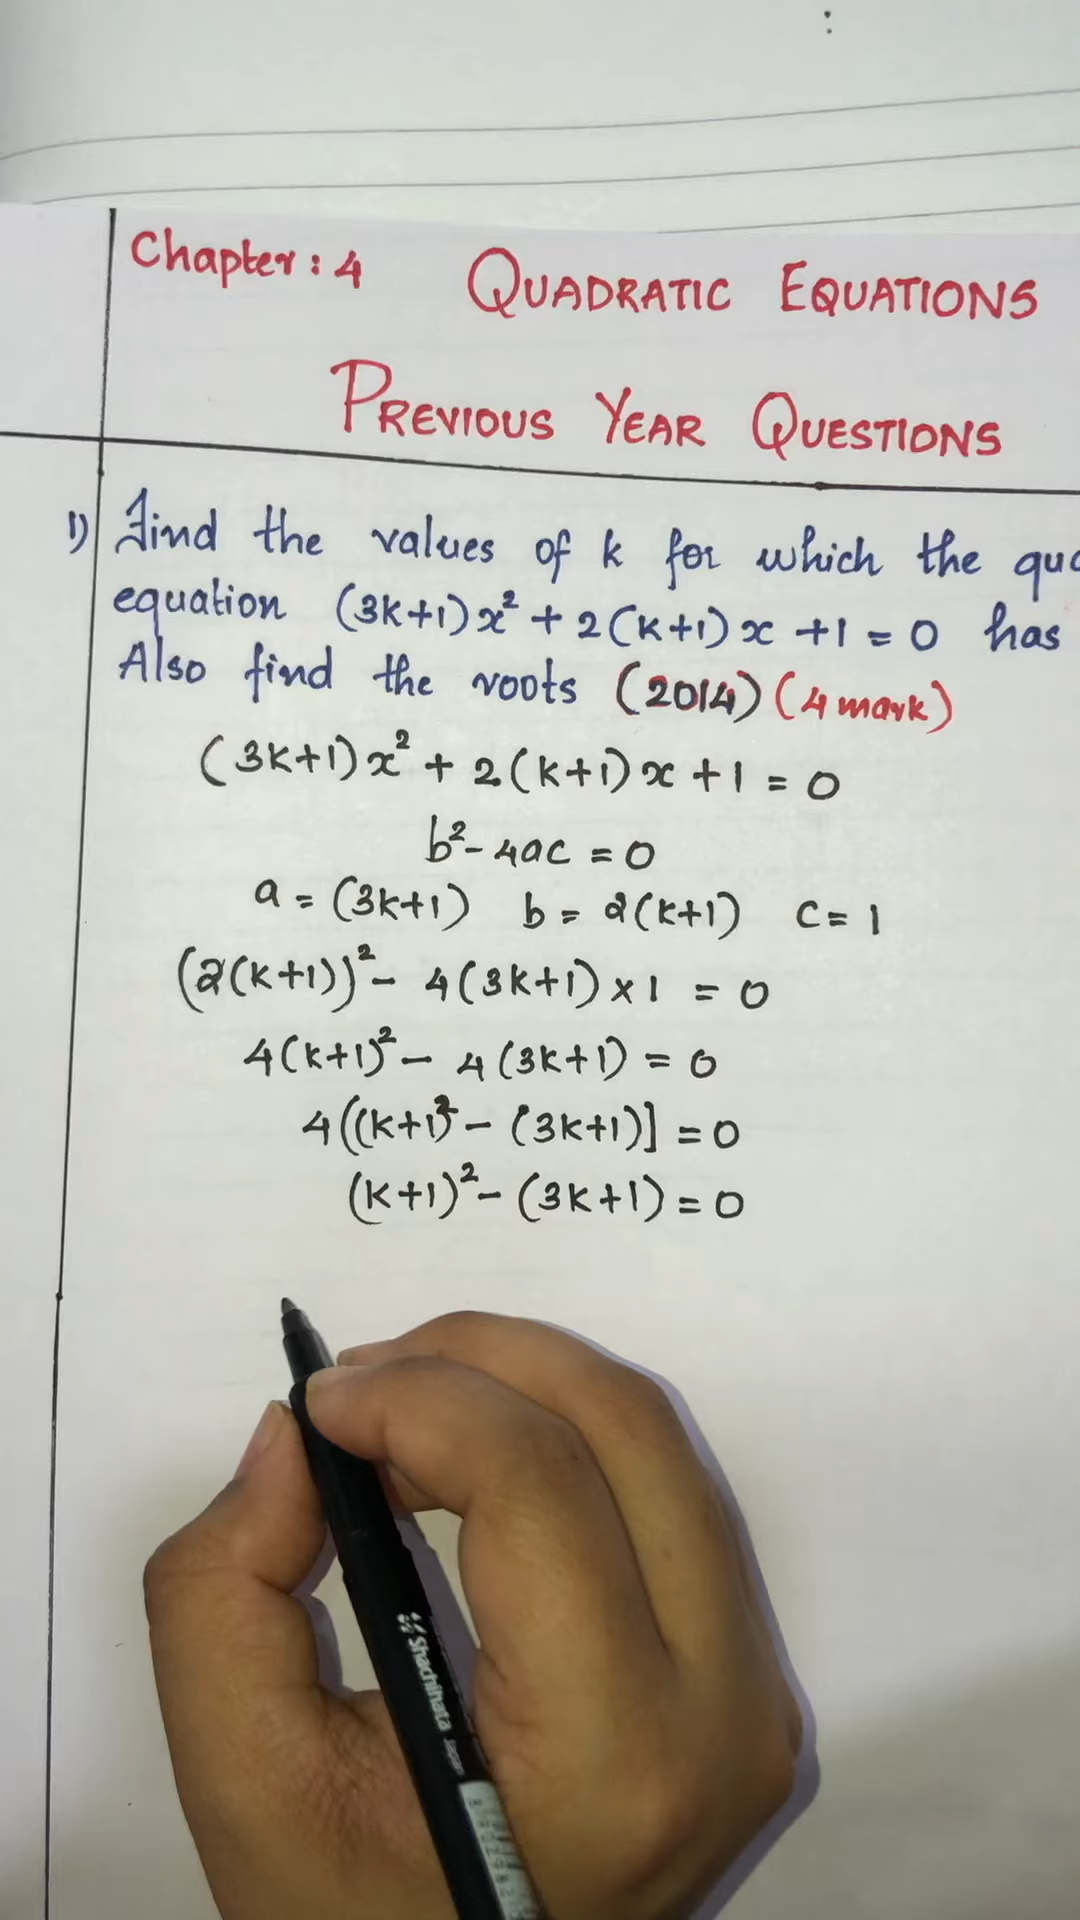 Chapter : 4 QUADRATIC EQUATIONS
PREVIOUS YEAR QUESTIONS
1) Find the values of k for which the
equation (3k+1)x² + 2(k+1)x +1 = 0 has
Also find the roots (2014) (4 mark)
(3k+1)x² + 2(k+1)x + 1 = 0
b² - 4ac = 0
a = (3k+1) b = 2(k+1) c = 1
(2(k+1))² - 4(3k+1) × 1 = 0
4(k+1)² - 4(3k+1) = 0
4((k+1)² - (3k+1)] = 0
(k+1)² - (3k+1) = 0
Shachihata Japan